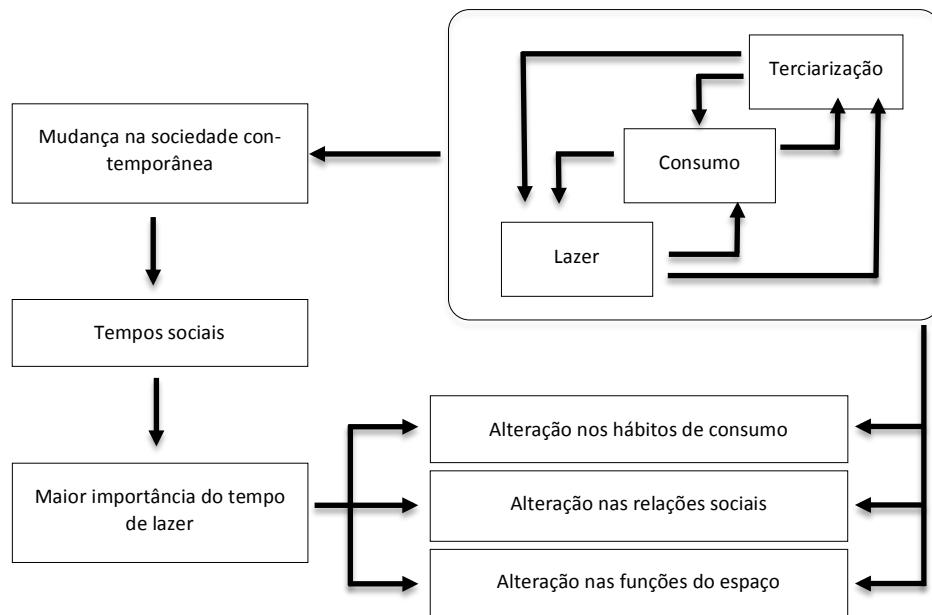 Terciarização
Mudança na sociedade con-
temporânea
Consumo
Lazer
Tempos sociais
Alteração nos hábitos de consumo
Maior importância do tempo
de lazer
Alteração nas relações sociais
Alteração nas funções do espaço